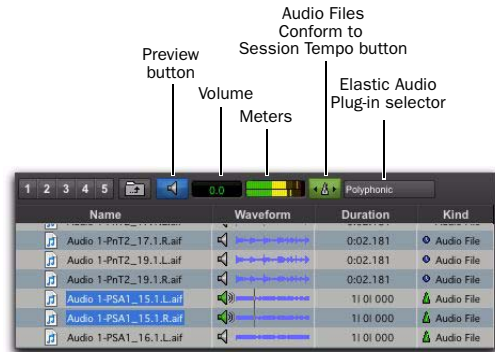 Audio Files
Conform to
Session Tempo button
Preview
button
Volume
Meters
Elastic Audio
Plug-in selector
1 2 3 4 5 0.0 Polyphonic
Name Waveform Duration Kind
Audio 1-PnT2_17.1.R.aif 0:02.181 Audio File
Audio 1-PnT2_19.1.L.aif 0:02.181 Audio File
Audio 1-PnT2_19.1.R.aif 0:02.181 Audio File
Audio 1-PSA1_15.1.L.aif 1| 0| 000 Audio File
Audio 1-PSA1_15.1.R.aif 1| 0| 000 Audio File
Audio 1-PSA1_16.1.L.aif 1| 0| 000 Audio File